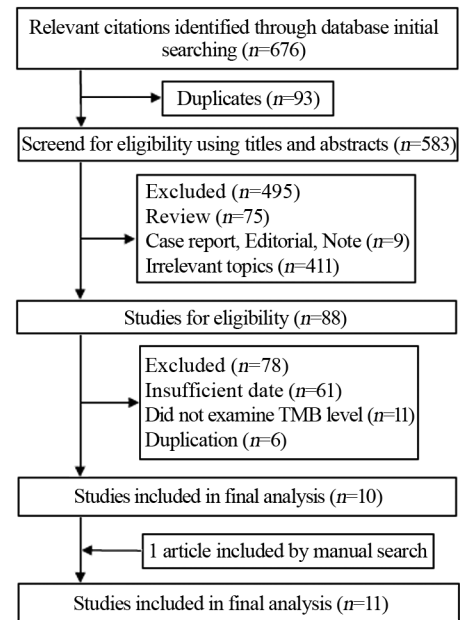 Relevant citations identified through database initial
searching (n=676)
Duplicates (n=93)
Screend for eligibility using titles and abstracts (n=583)
Excluded (n=495)
Review (n=75)
Case report, Editorial, Note (n=9)
Irrelevant topics (n=411)
Studies for eligibility (n=88)
Excluded (n=78)
Insufficient date (n=61)
Did not examine TMB level (n=11)
Duplication (n=6)
Studies included in final analysis (n=10)
1 article included by manual search
Studies included in final analysis (n=11)